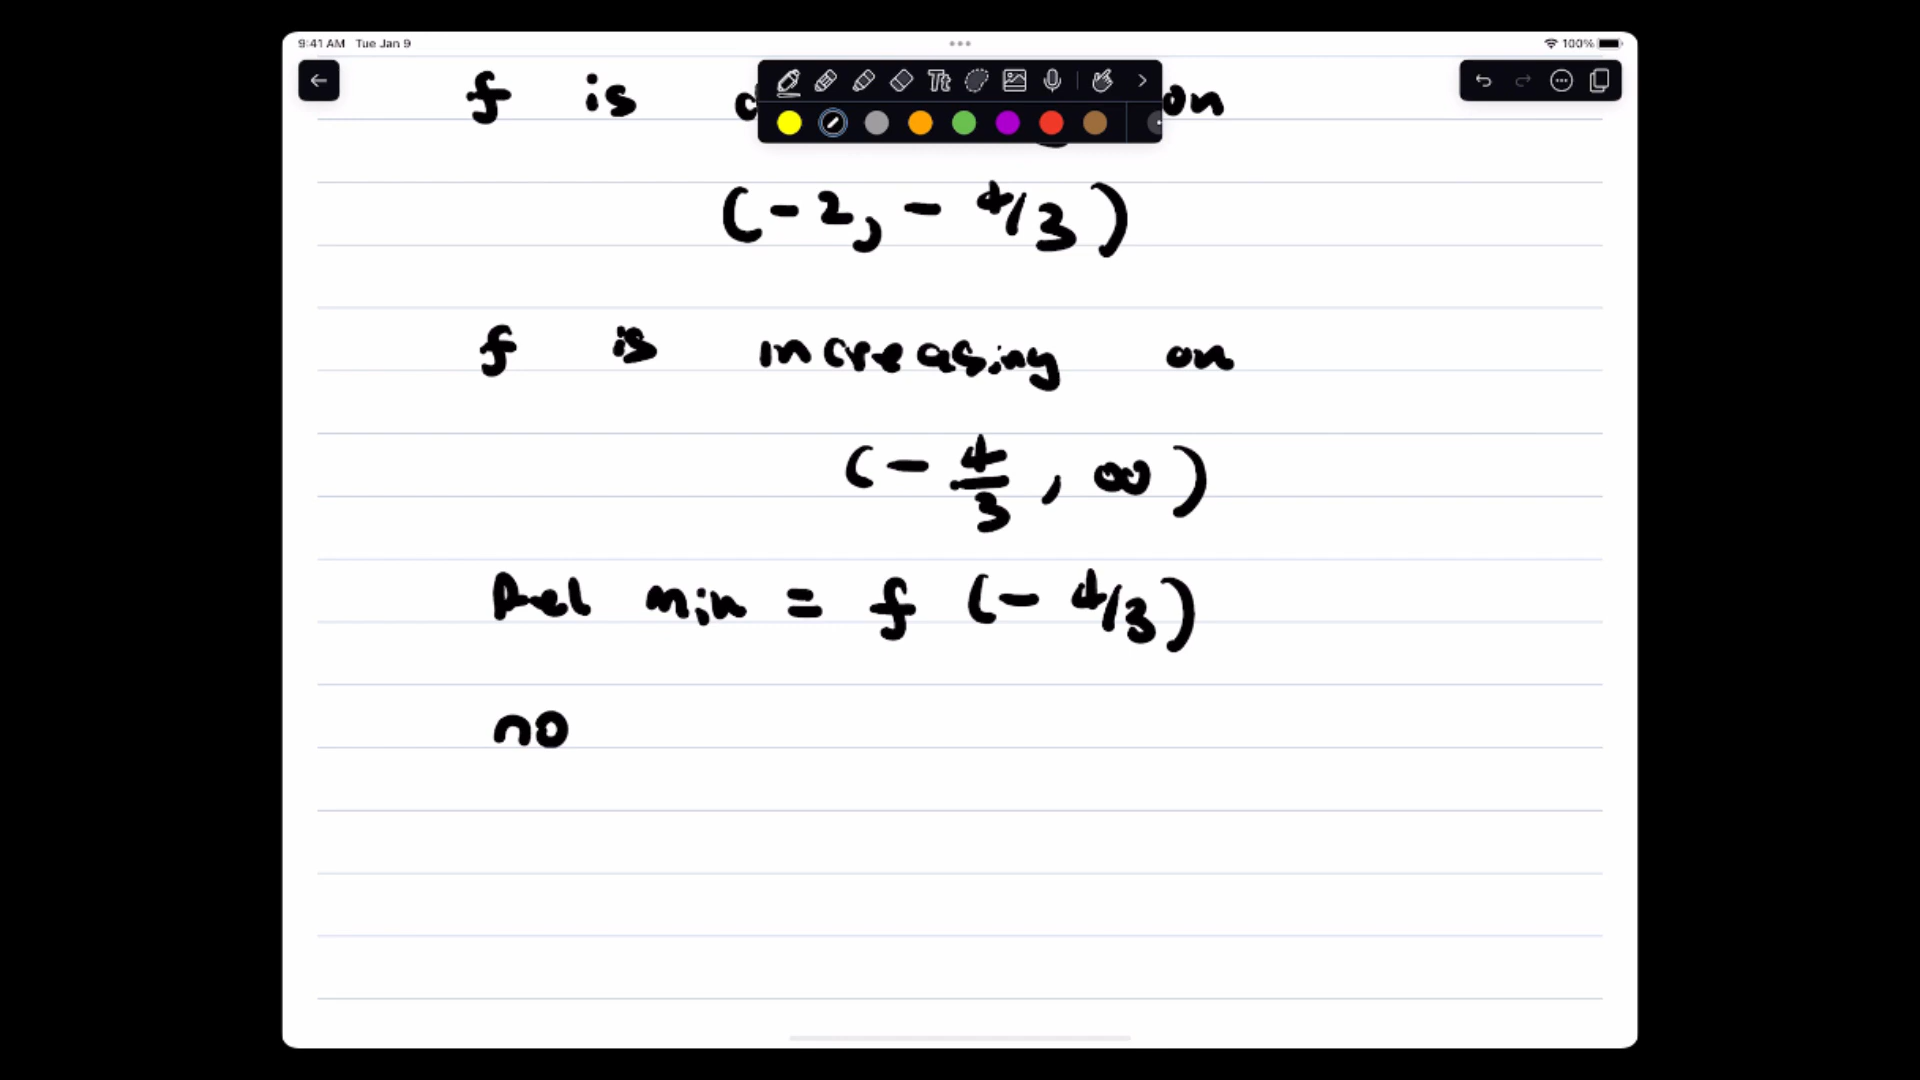 9:41 AM Tue Jan 9
100%
f is on
(-2, - 4/3)
f is increasing on
(- 4/3, ∞)
Rel min = f (- 4/3)
no